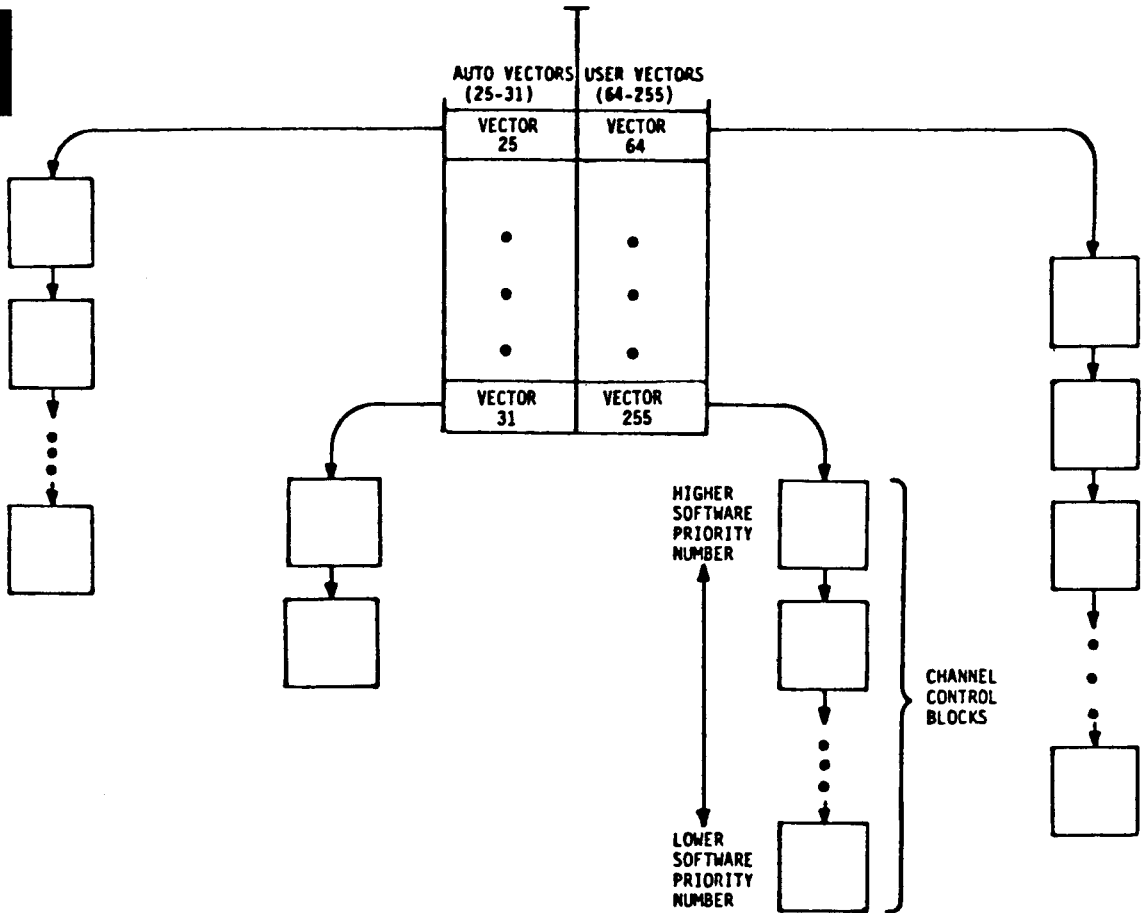 AUTO VECTORS USER VECTORS
(25-31) (64-255)
VECTOR VECTOR
25 64
VECTOR VECTOR
31 255
HIGHER
SOFTWARE
PRIORITY
NUMBER
CHANNEL
CONTROL
BLOCKS
LOWER
SOFTWARE
PRIORITY
NUMBER